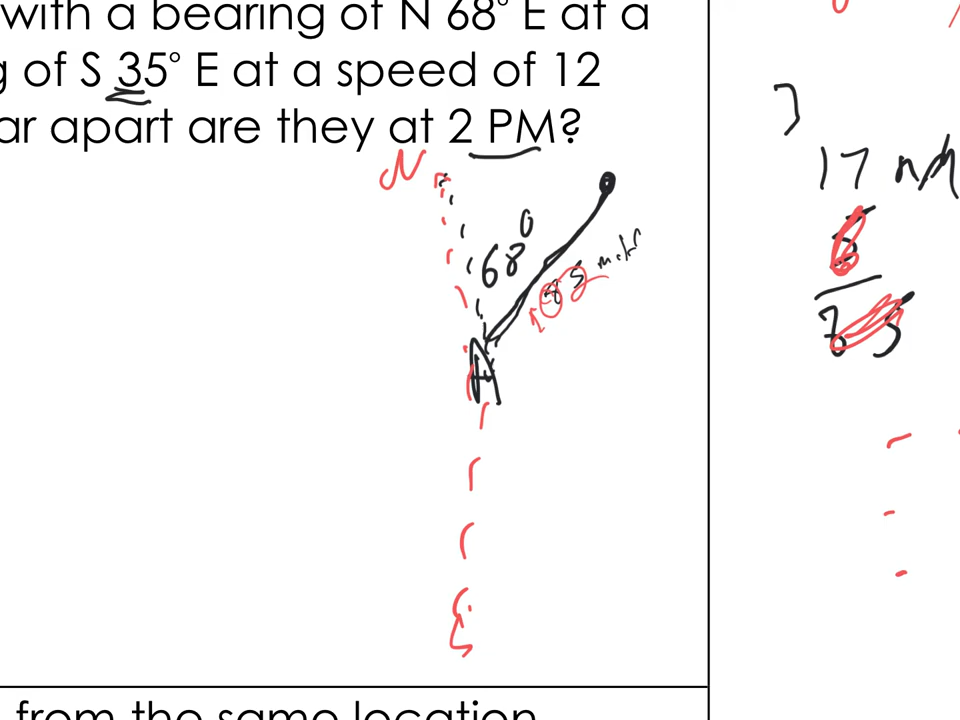 with a bearing of N 68° E at a
g of S 35° E at a speed of 12
ar apart are they at 2 PM?
N
68°
A
17
from the same location